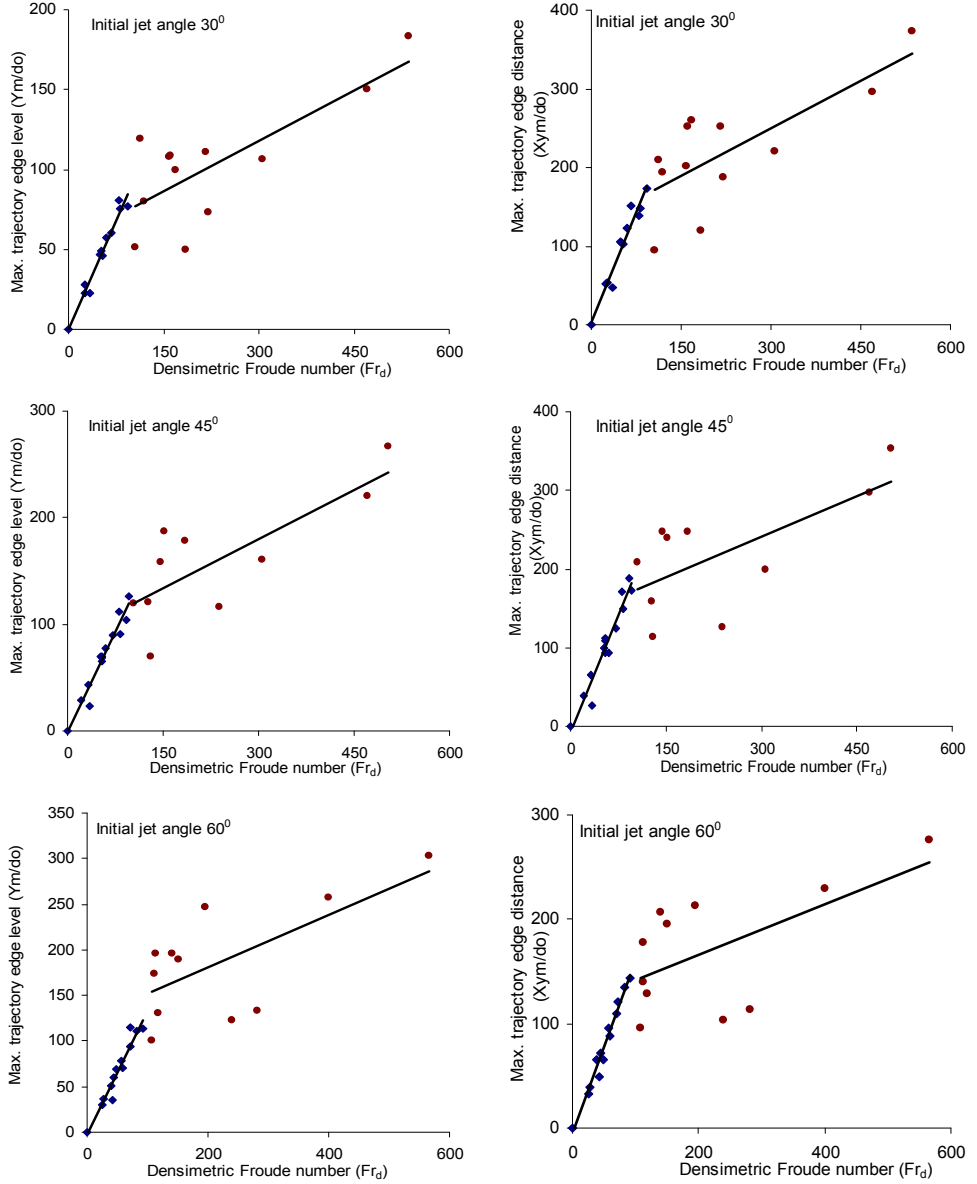 Initial jet angle 30⁰
Max. trajectory edge level (Ym/do)
200
150
100
50
0
0 150 300 450 600
Densimetric Froude number (Frd)
Initial jet angle 30⁰
Max. trajectory edge distance
(Xym/do)
400
300
200
100
0
0 150 300 450 600
Densimetric Froude number (Frd)
Initial jet angle 45⁰
Max. trajectory edge level (Ym/do)
300
200
100
0
0 150 300 450 600
Densimetric Froude number (Frd)
Initial jet angle 45⁰
Max. trajectory edge distance
(Xym/do)
400
300
200
100
0
0 150 300 450 600
Densimetric Froude number (Frd)
Initial jet angle 60⁰
Max. trajectory edge level (Ym/do)
350
300
250
200
150
100
50
0
0 200 400 600
Densimetric Froude number (Frd)
Initial jet angle 60⁰
Max. trajectory edge distance
(Xym/do)
300
200
100
0
0 200 400 600
Densimetric Froude number (Frd)